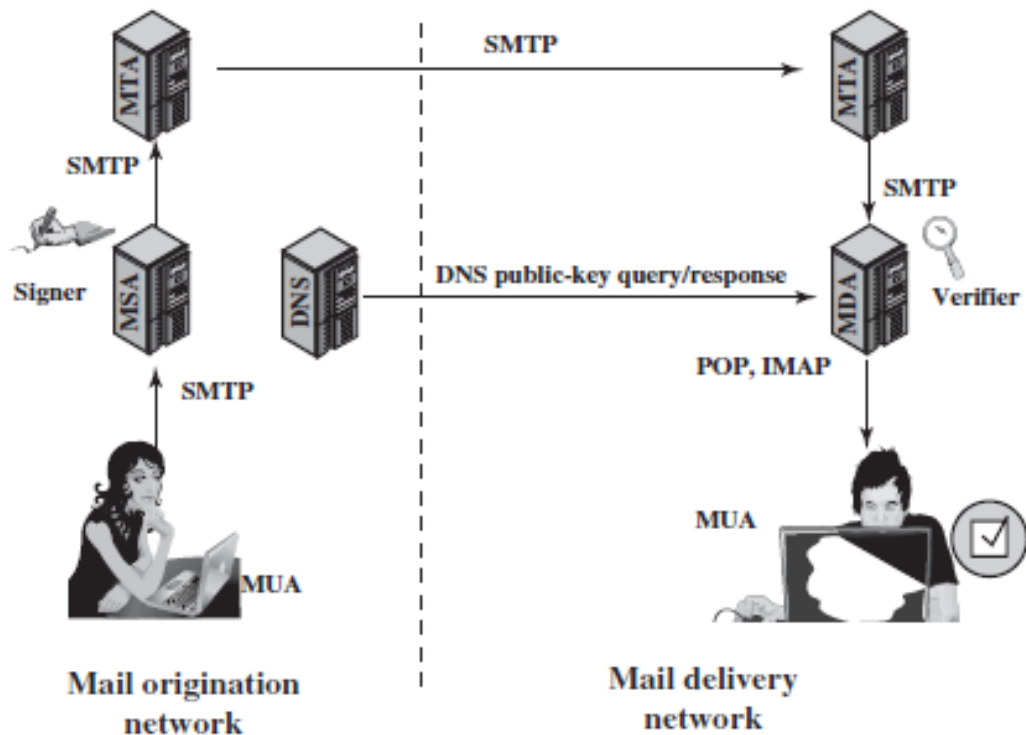 SMTP
MTA
MTA
SMTP
SMTP
Signer
MSA
DNS
DNS public-key query/response
MDA
Verifier
POP, IMAP
SMTP
MUA
MUA
Mail origination
network
Mail delivery
network